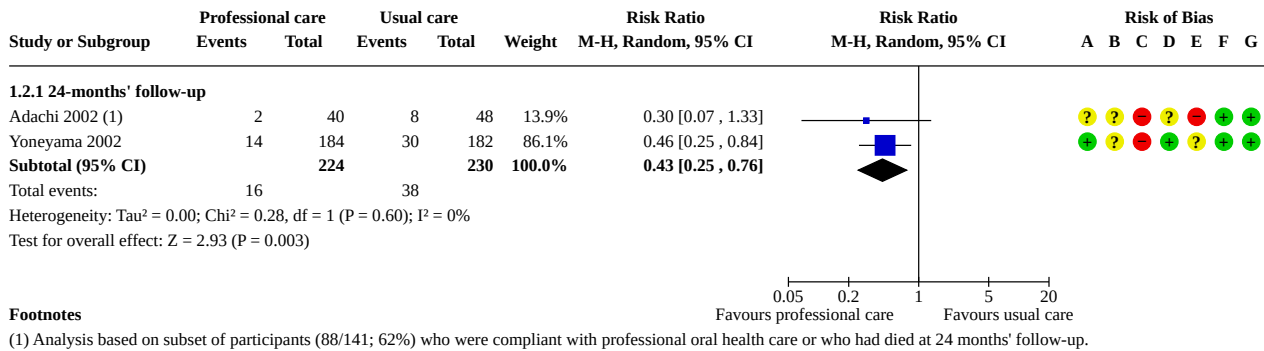 Professional care Usual care Risk Ratio Risk Ratio Risk of Bias
Study or Subgroup Events Total Events Total Weight M-H, Random, 95% CI M-H, Random, 95% CI A B C D E F G
1.2.1 24-months' follow-up
Adachi 2002 (1) 2 40 8 48 13.9% 0.30 [0.07 , 1.33] ? ? − ? − + +
Yoneyama 2002 14 184 30 182 86.1% 0.46 [0.25 , 0.84] + ? − + ? + +
Subtotal (95% CI) 224 230 100.0% 0.43 [0.25 , 0.76]
Total events: 16 38
Heterogeneity: Tau² = 0.00; Chi² = 0.28, df = 1 (P = 0.60); I² = 0%
Test for overall effect: Z = 2.93 (P = 0.003)
0.05 0.2 1 5 20
Favours professional care Favours usual care
Footnotes
(1) Analysis based on subset of participants (88/141; 62%) who were compliant with professional oral health care or who had died at 24 months' follow-up.